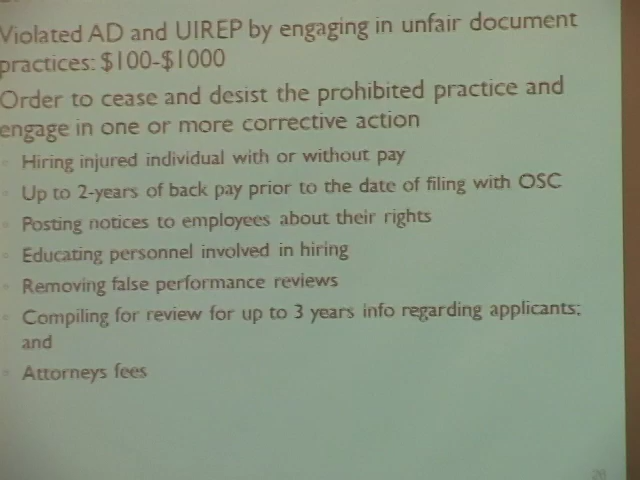 Violated AD and UIREP by engaging in unfair document
practices: $100-$1000
Order to cease and desist the prohibited practice and
engage in one or more corrective action
Hiring injured individual with or without pay
Up to 2-years of back pay prior to the date of filing with OSC
Posting notices to employees about their rights
Educating personnel involved in hiring
Removing false performance reviews
Compiling for review for up to 3 years info regarding applicants;
and
Attorneys fees